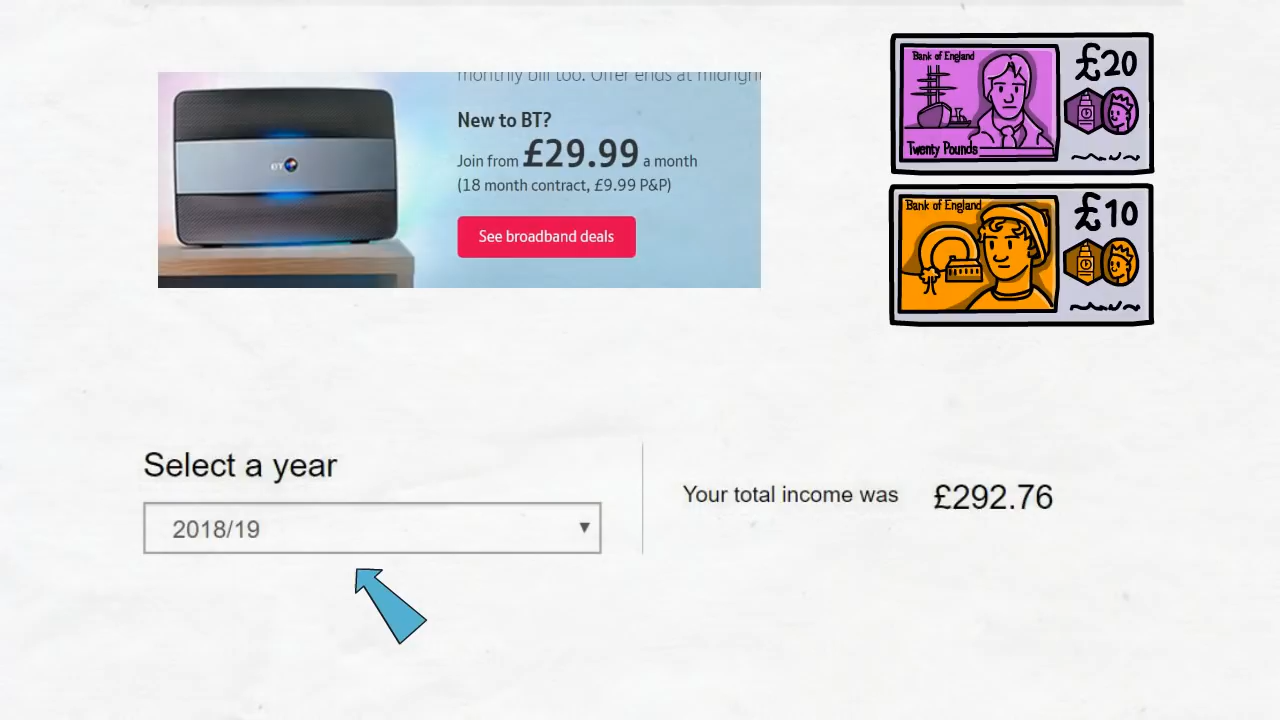 monthly bill too. Offer ends at midnigh
New to BT?
Join from £29.99 a month
(18 month contract, £9.99 P&P)
See broadband deals
BT
Bank of England
£20
Twenty Pounds
Bank of England
£10
Select a year
2018/19
Your total income was £292.76